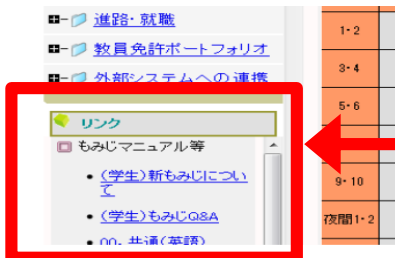 進路・就職
教員免許ポートフォリオ
外部システムへの連携
リンク
もみじマニュアル等
(学生)新もみじについ
て
(学生)もみじQ&A
00. 共通(英語)
1・2
3・4
5・6
9・10
夜間1・2